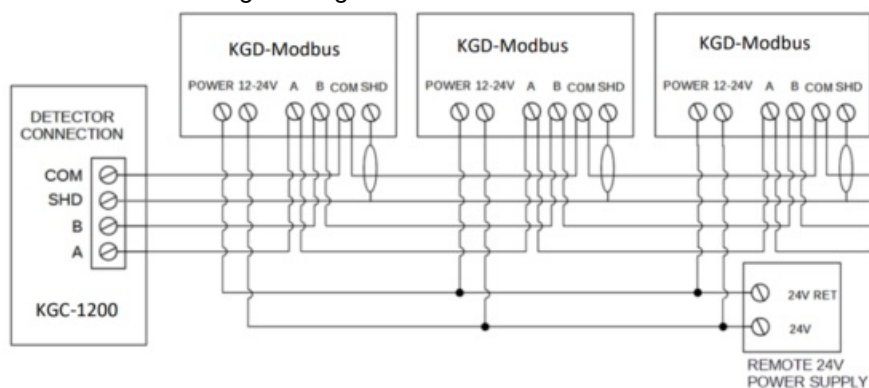 KGD-Modbus
POWER 12-24V A B COM SHD
KGD-Modbus
POWER 12-24V A B COM SHD
KGD-Modbus
POWER 12-24V A B COM SHD
DETECTOR
CONNECTION
COM
SHD
B
A
KGC-1200
24V RET
24V
REMOTE 24V
POWER SUPPLY